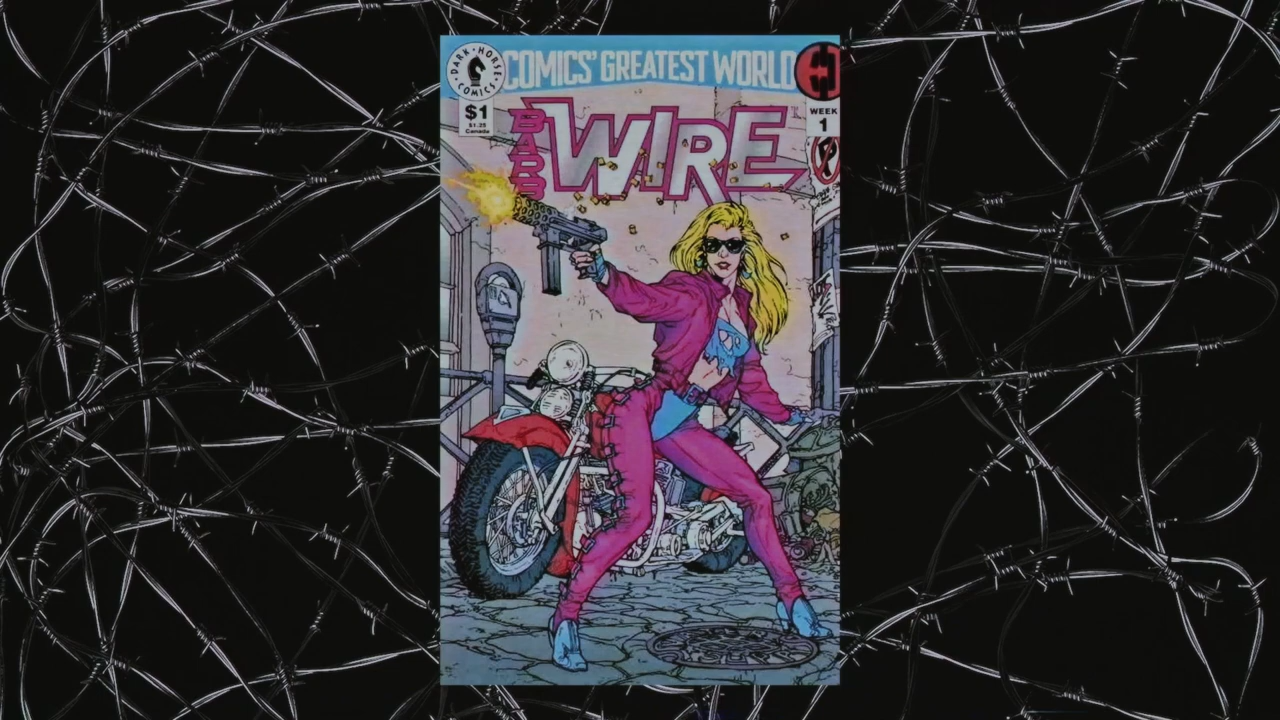 DARK · HORSE
COMICS
COMICS' GREATEST WORLD
$1
$1.25
Canada
WEEK
1
BARB
WIRE